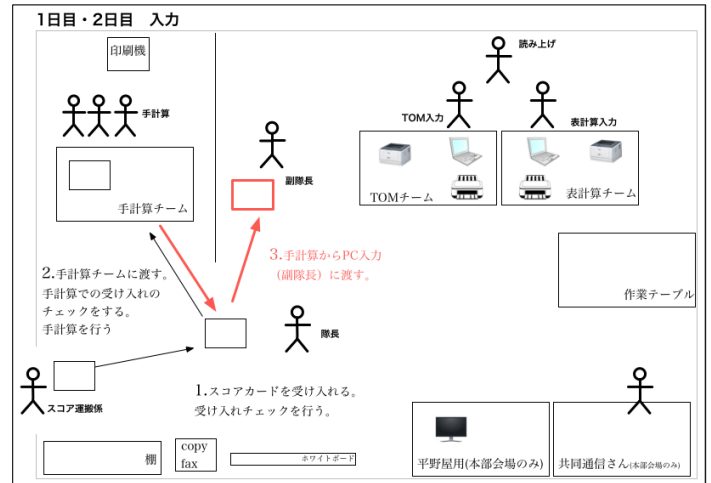 1日目・2日目　入力
印刷機
読み上げ
手計算
TOM入力
表計算入力
副隊長
手計算チーム
TOMチーム
表計算チーム
3.手計算からPC入力
（副隊長）に渡す。
2.手計算チームに渡す。
手計算での受け入れの
チェックをする。
手計算を行う
作業テーブル
隊長
スコア運搬係
1.スコアカードを受け入れる。
受け入れチェックを行う。
棚
copy
fax
ホワイトボード
平野屋用(本部会場のみ)
共同通信さん(本部会場のみ)